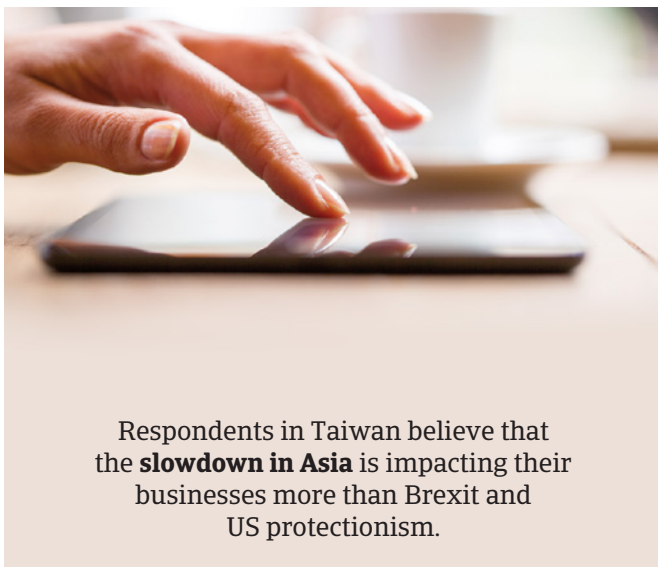 Respondents in Taiwan believe that
the slowdown in Asia is impacting their
businesses more than Brexit and
US protectionism.